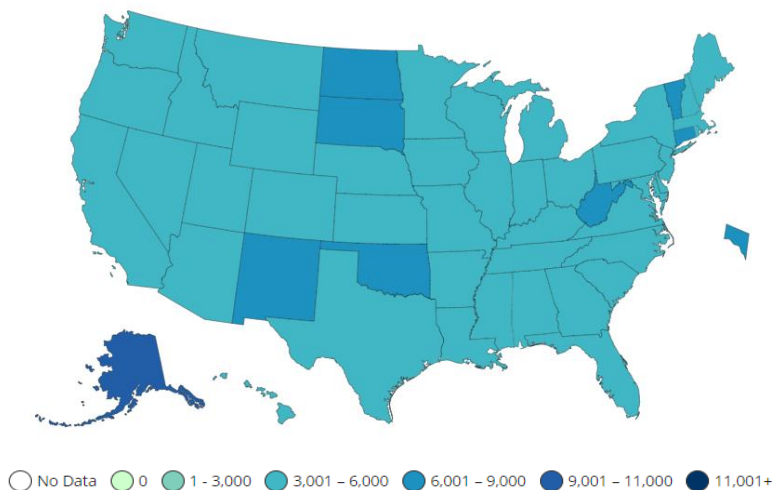 No Data 0 1 - 3,000 3,001 – 6,000 6,001 – 9,000 9,001 – 11,000 11,001+